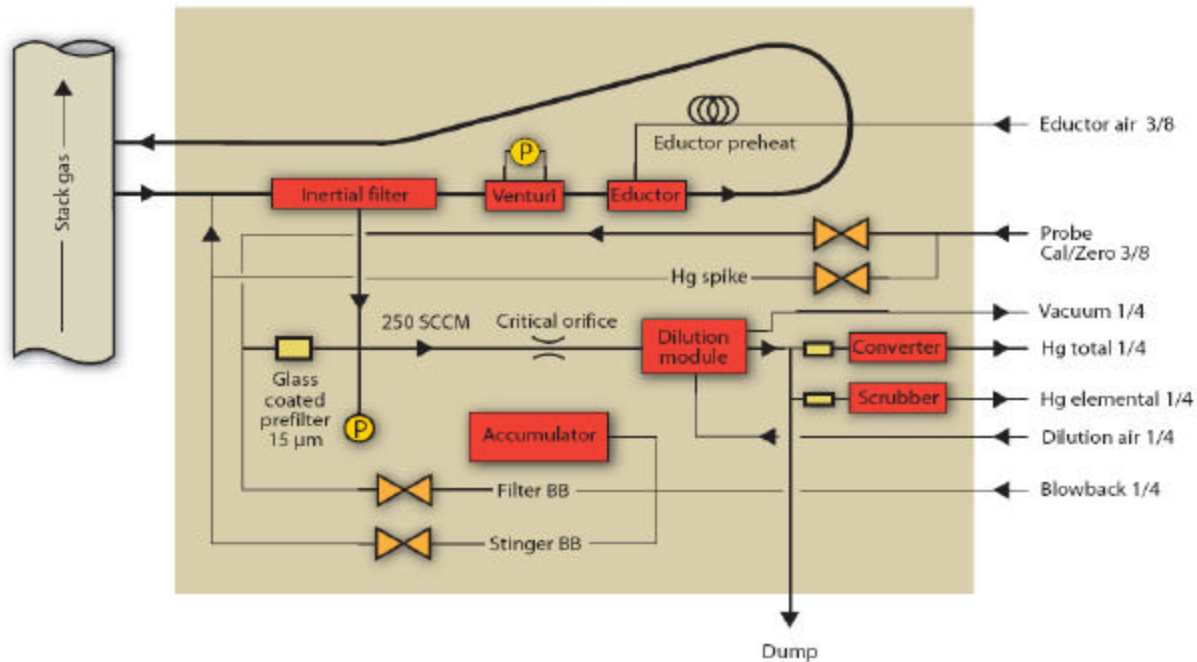 Stack gas
Eductor air 3/8
Eductor preheat
P
Inertial filter
Venturi
Eductor
Probe
Cal/Zero 3/8
Hg spike
Vacuum 1/4
250 SCCM
Critical orifice
Dilution
module
Converter
Hg total 1/4
Glass
coated
prefilter
15 µm
P
Scrubber
Hg elemental 1/4
Accumulator
Dilution air 1/4
Filter BB
Blowback 1/4
Stinger BB
Dump